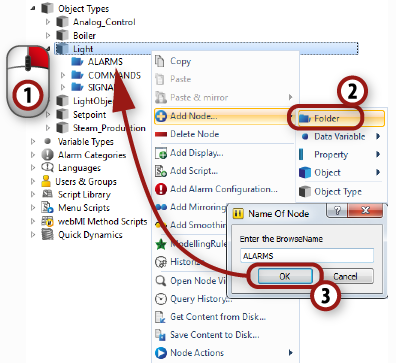 Object Types
Analog_Control
Boiler
Light
ALARMS
COMMANDS
SIGNA
LightObje
Setpoint
Steam_Production
Variable Types
Alarm Categories
Languages
Users & Groups
Script Library
Menu Scripts
webMI Method Scripts
Quick Dynamics
1
Copy
Paste
Paste & mirror
Add Node...
Delete Node
Add Display...
Add Script...
Add Alarm Configuration...
Add Mirroring
Add Smoothin
ModellingRule
Historis
Open Node Vi
Query History...
Get Content from Disk...
Save Content to Disk...
Node Actions
2
Folder
Data Variable
Property
Object
Object Type
Name Of Node
?
Enter the BrowseName
ALARMS
OK
Cancel
3